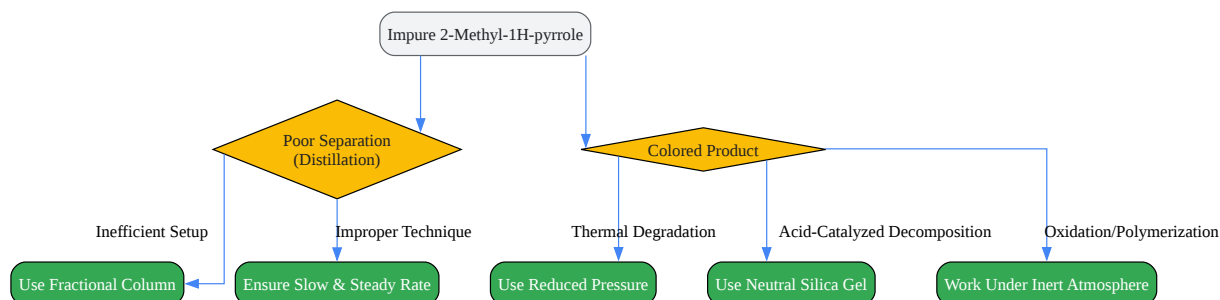 Impure 2-Methyl-1H-pyrrole
Poor Separation
(Distillation)
Colored Product
Inefficient Setup
Improper Technique
Thermal Degradation
Acid-Catalyzed Decomposition
Oxidation/Polymerization
Use Fractional Column
Ensure Slow & Steady Rate
Use Reduced Pressure
Use Neutral Silica Gel
Work Under Inert Atmosphere